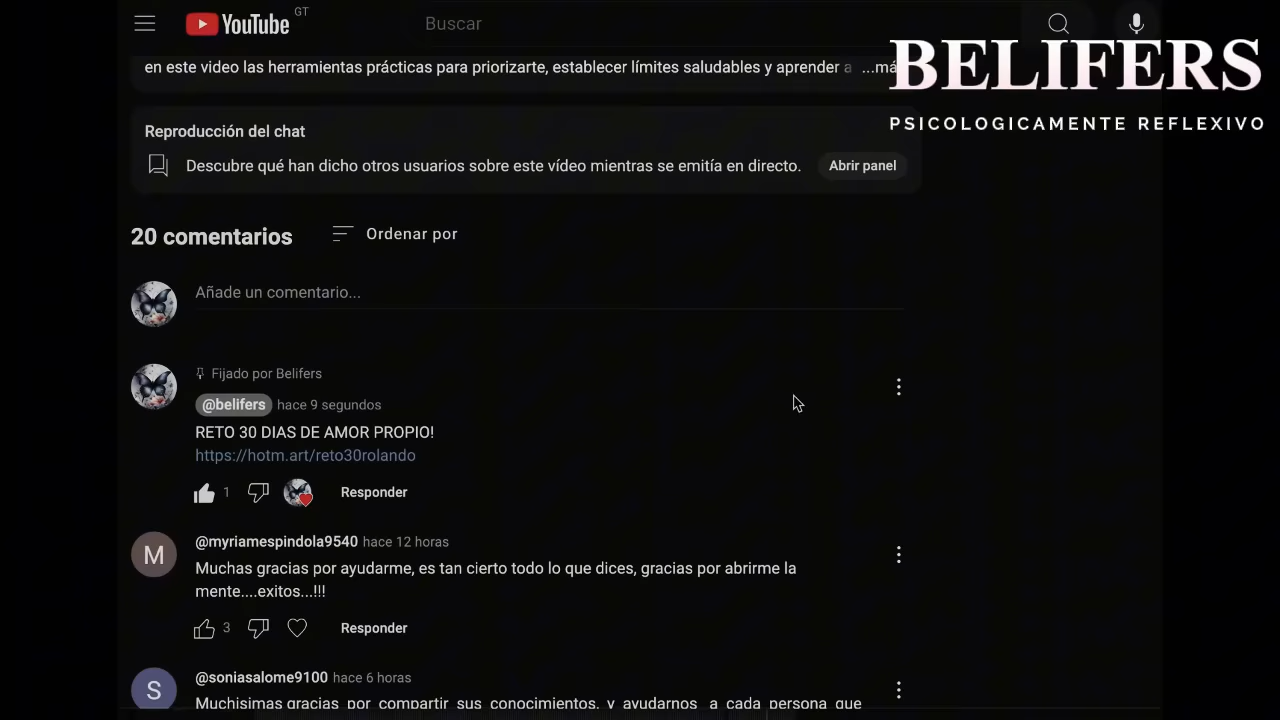 YouTube GT
Buscar
BELIFERS
PSICOLOGICAMENTE REFLEXIVO
en este video las herramientas prácticas para priorizarte, establecer límites saludables y aprender a ...má
Reproducción del chat
Descubre qué han dicho otros usuarios sobre este vídeo mientras se emitía en directo. Abrir panel
20 comentarios Ordenar por
Añade un comentario...
Fijado por Belifers
@belifers hace 9 segundos
RETO 30 DIAS DE AMOR PROPIO!
https://hotm.art/reto30rolando
1 Responder
M
@myriamespindola9540 hace 12 horas
Muchas gracias por ayudarme, es tan cierto todo lo que dices, gracias por abrirme la
mente....exitos...!!!
3 Responder
S
@soniasalome9100 hace 6 horas
Muchisimas gracias por compartir sus conocimientos, y ayudarnos a cada persona que